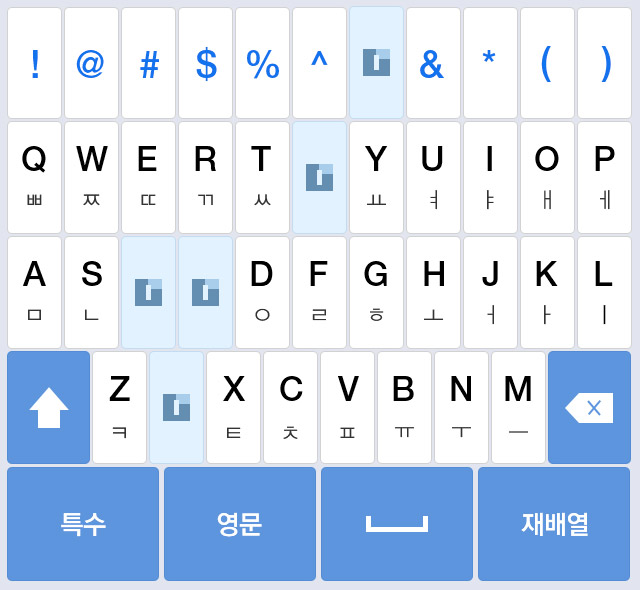 ! @ # $ % ^ & * ( )
Q W E R T Y U I O P
ㅃ ㅉ ㄸ ㄲ ㅆ ㅛ ㅕ ㅑ ㅐ ㅔ
A S D F G H J K L
ㅁ ㄴ ㅇ ㄹ ㅎ ㅗ ㅓ ㅏ ㅣ
Z X C V B N M
ㅋ ㅌ ㅊ ㅍ ㅠ ㅜ ㅡ
특수 영문 재배열